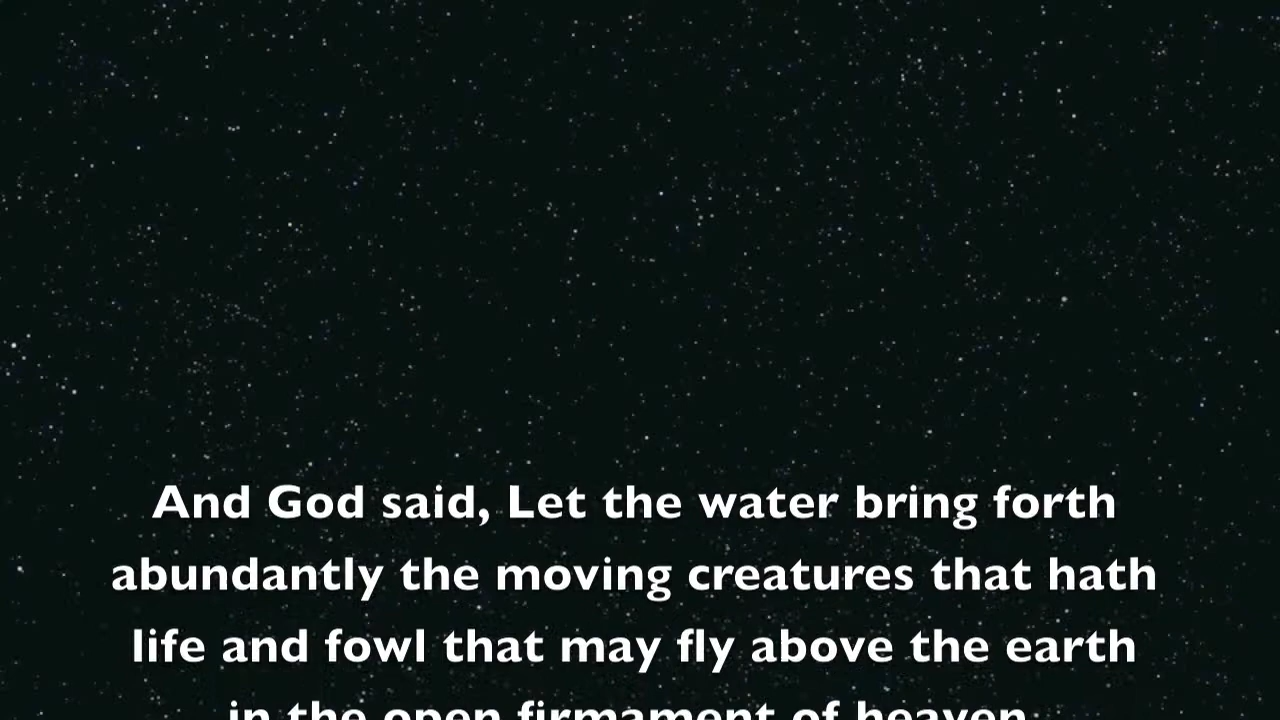 And God said, Let the water bring forth
abundantly the moving creatures that hath
life and fowl that may fly above the earth
in the open firmament of heaven.